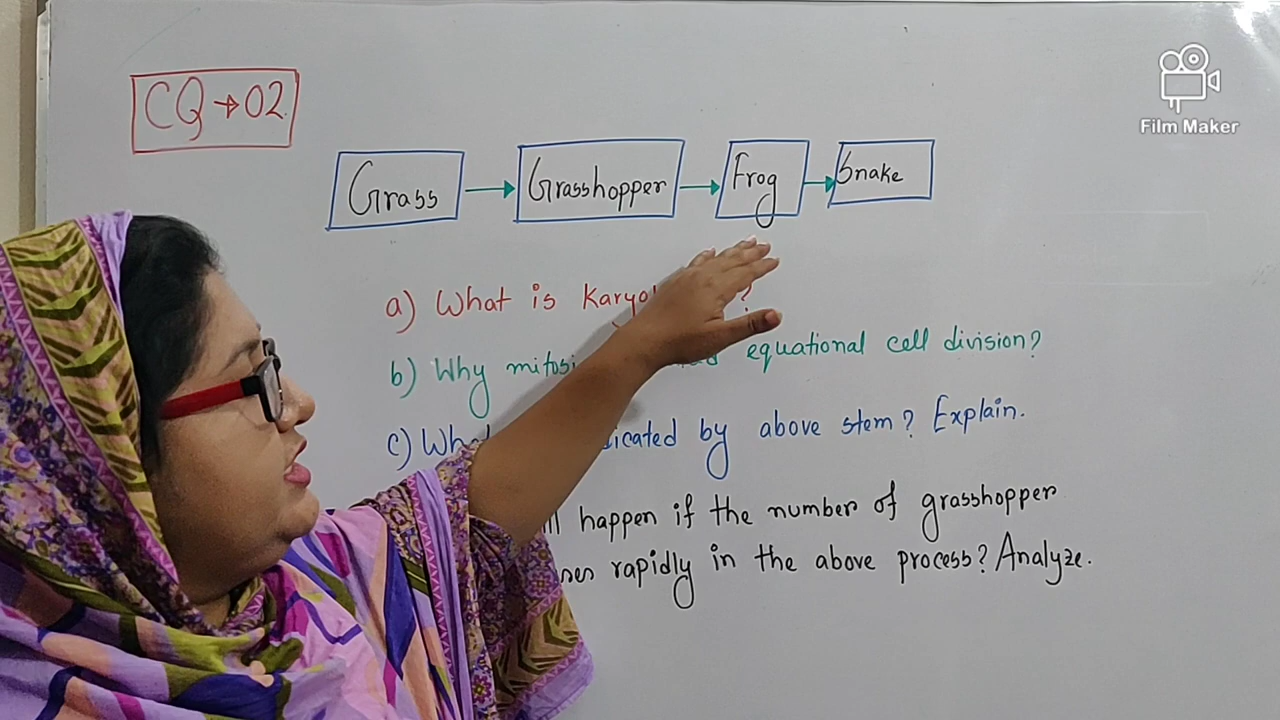 CQ → 02
Film Maker
Grass → Grasshopper → Frog → Snake
a) What is ?
b) Why equational cell division?
c) by above stem? Explain.
happen if the number of grasshopper
rapidly in the above process? Analyze.